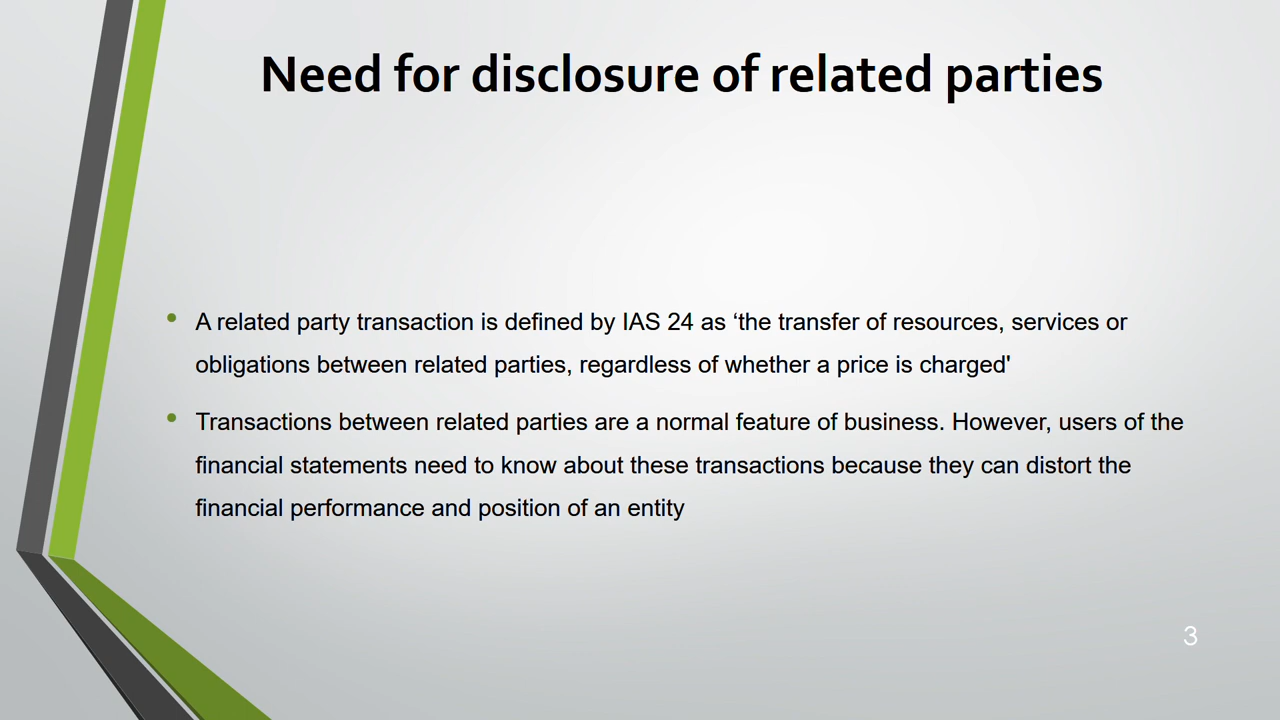 Need for disclosure of related parties
• A related party transaction is defined by IAS 24 as ‘the transfer of resources, services or
obligations between related parties, regardless of whether a price is charged'
• Transactions between related parties are a normal feature of business. However, users of the
financial statements need to know about these transactions because they can distort the
financial performance and position of an entity
3